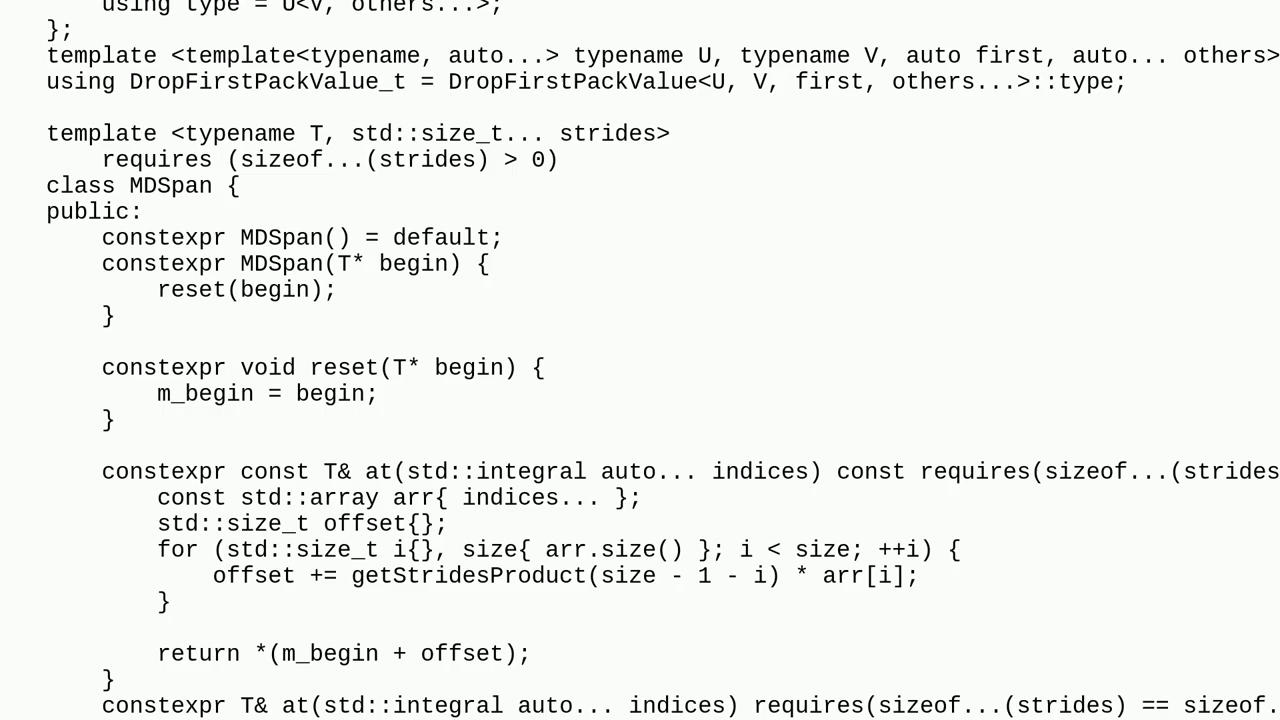 using type = U<V, others...>;
};
template <template<typename, auto...> typename U, typename V, auto first, auto... others>
using DropFirstPackValue_t = DropFirstPackValue<U, V, first, others...>::type;
template <typename T, std::size_t... strides>
requires (sizeof...(strides) > 0)
class MDSpan {
public:
constexpr MDSpan() = default;
constexpr MDSpan(T* begin) {
reset(begin);
}
constexpr void reset(T* begin) {
m_begin = begin;
}
constexpr const T& at(std::integral auto... indices) const requires(sizeof...(strides
const std::array arr{ indices... };
std::size_t offset{};
for (std::size_t i{}, size{ arr.size() }; i < size; ++i) {
offset += getStridesProduct(size - 1 - i) * arr[i];
}
return *(m_begin + offset);
}
constexpr T& at(std::integral auto... indices) requires(sizeof...(strides) == sizeof.